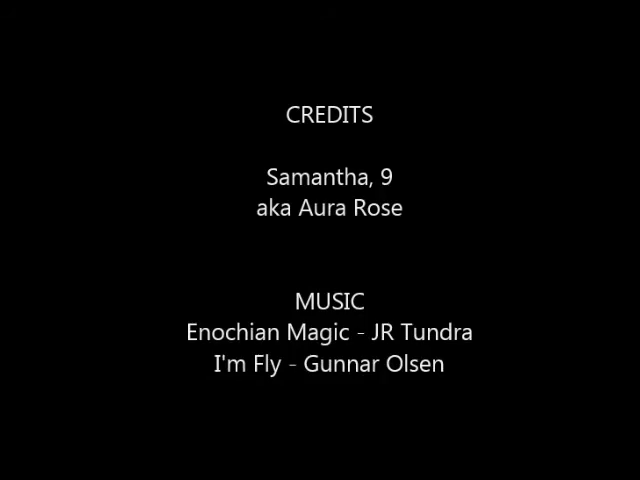 CREDITS
Samantha, 9
aka Aura Rose
MUSIC
Enochian Magic - JR Tundra
I'm Fly - Gunnar Olsen